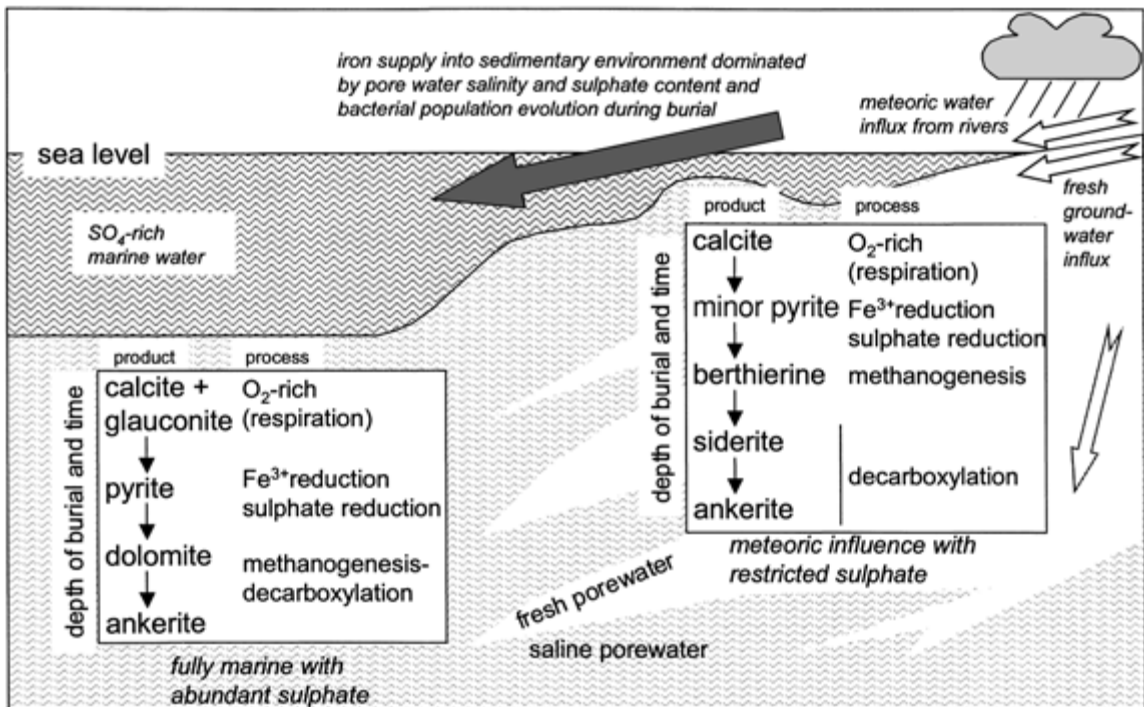 iron supply into sedimentary environment dominated
by pore water salinity and sulphate content and
bacterial population evolution during burial
meteoric water
influx from rivers
sea level
fresh
ground-
water
influx
SO₄-rich
marine water
product process
calcite O₂-rich
(respiration)
minor pyrite Fe³⁺reduction
sulphate reduction
berthierine methanogenesis
siderite
decarboxylation
ankerite
depth of burial and time
meteoric influence with
restricted sulphate
product process
calcite + O₂-rich
glauconite (respiration)
pyrite Fe³⁺reduction
sulphate reduction
dolomite methanogenesis-
decarboxylation
ankerite
depth of burial and time
fully marine with
abundant sulphate
fresh porewater
saline porewater